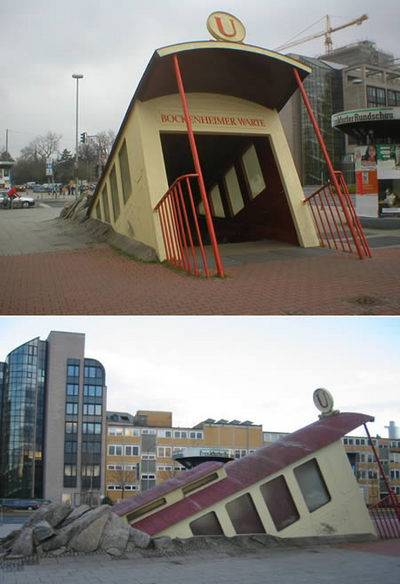 U
BOCKENHEIMER WARTE
Frankfurter Rundschau
U